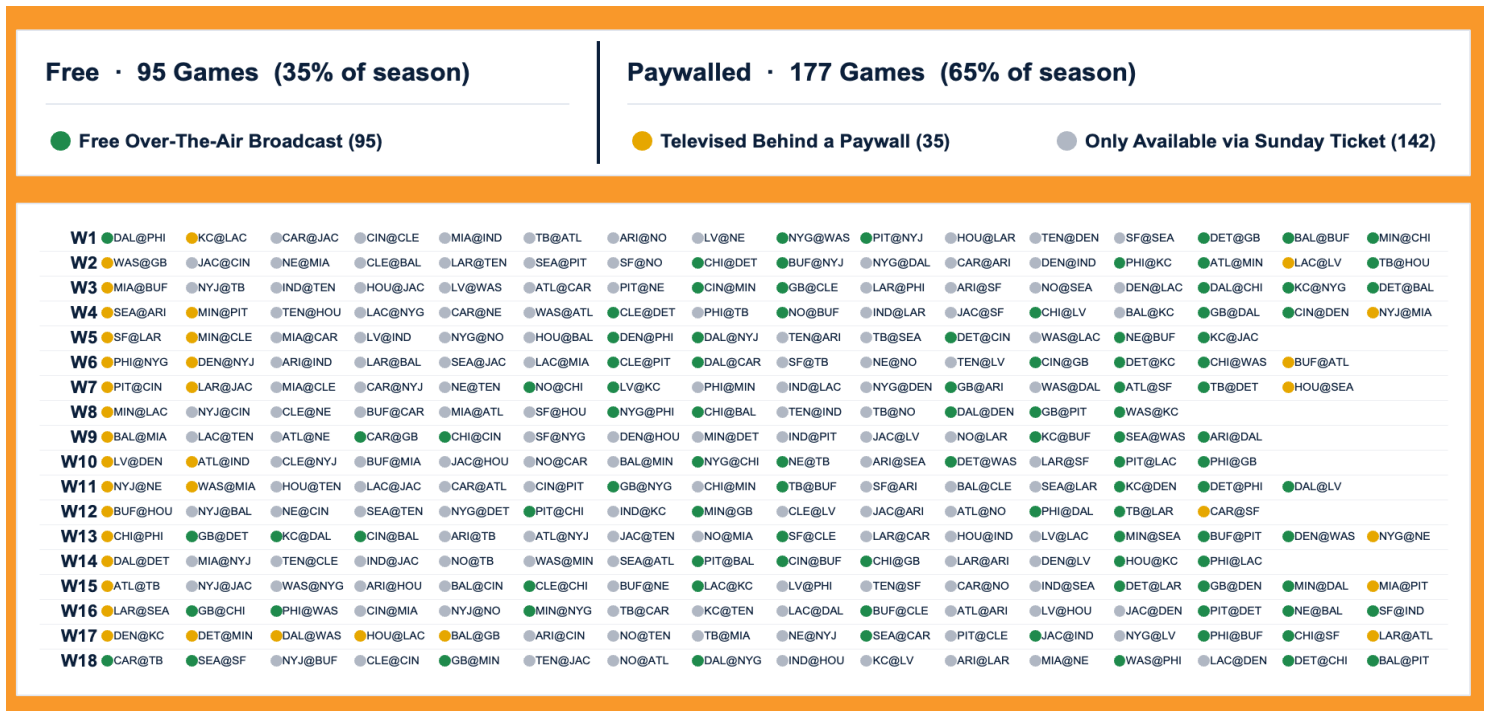 Free · 95 Games (35% of season)
Paywalled · 177 Games (65% of season)
Free Over-The-Air Broadcast (95)
Televised Behind a Paywall (35)
Only Available via Sunday Ticket (142)
W1 DAL@PHI KC@LAC CAR@JAC CIN@CLE MIA@IND TB@ATL ARI@NO LV@NE NYG@WAS PIT@NYJ HOU@LAR TEN@DEN SF@SEA DET@GB BAL@BUF MIN@CHI
W2 WAS@GB JAC@CIN NE@MIA CLE@BAL LAR@TEN SEA@PIT SF@NO CHI@DET BUF@NYJ NYG@DAL CAR@ARI DEN@IND PHI@KC ATL@MIN LAC@LV TB@HOU
W3 MIA@BUF NYJ@TB IND@TEN HOU@JAC LV@WAS ATL@CAR PIT@NE CIN@MIN GB@CLE LAR@PHI ARI@SF NO@SEA DEN@LAC DAL@CHI KC@NYG DET@BAL
W4 SEA@ARI MIN@PIT TEN@HOU LAC@NYG CAR@NE WAS@ATL CLE@DET PHI@TB NO@BUF IND@LAR JAC@SF CHI@LV BAL@KC GB@DAL CIN@DEN NYJ@MIA
W5 SF@LAR MIN@CLE MIA@CAR LV@IND NYG@NO HOU@BAL DEN@PHI DAL@NYJ TEN@ARI TB@SEA DET@CIN WAS@LAC NE@BUF KC@JAC
W6 PHI@NYG DEN@NYJ ARI@IND LAR@BAL SEA@JAC LAC@MIA CLE@PIT DAL@CAR SF@TB NE@NO TEN@LV CIN@GB DET@KC CHI@WAS BUF@ATL
W7 PIT@CIN LAR@JAC MIA@CLE CAR@NYJ NE@TEN NO@CHI LV@KC PHI@MIN IND@LAC NYG@DEN GB@ARI WAS@DAL ATL@SF TB@DET HOU@SEA
W8 MIN@LAC NYJ@CIN CLE@NE BUF@CAR MIA@ATL SF@HOU NYG@PHI CHI@BAL TEN@IND TB@NO DAL@DEN GB@PIT WAS@KC
W9 BAL@MIA LAC@TEN ATL@NE CAR@GB CHI@CIN SF@NYG DEN@HOU MIN@DET IND@PIT JAC@LV NO@LAR KC@BUF SEA@WAS ARI@DAL
W10 LV@DEN ATL@IND CLE@NYJ BUF@MIA JAC@HOU NO@CAR BAL@MIN NYG@CHI NE@TB ARI@SEA DET@WAS LAR@SF PIT@LAC PHI@GB
W11 NYJ@NE WAS@MIA HOU@TEN LAC@JAC CAR@ATL CIN@PIT GB@NYG CHI@MIN TB@BUF SF@ARI BAL@CLE SEA@LAR KC@DEN DET@PHI DAL@LV
W12 BUF@HOU NYJ@BAL NE@CIN SEA@TEN NYG@DET PIT@CHI IND@KC MIN@GB CLE@LV JAC@ARI ATL@NO PHI@DAL TB@LAR CAR@SF
W13 CHI@PHI GB@DET KC@DAL CIN@BAL ARI@TB ATL@NYJ JAC@TEN NO@MIA SF@CLE LAR@CAR HOU@IND LV@LAC MIN@SEA BUF@PIT DEN@WAS NYG@NE
W14 DAL@DET MIA@NYJ TEN@CLE IND@JAC NO@TB WAS@MIN SEA@ATL PIT@BAL CIN@BUF CHI@GB LAR@ARI DEN@LV HOU@KC PHI@LAC
W15 ATL@TB NYJ@JAC WAS@NYG ARI@HOU BAL@CIN CLE@CHI BUF@NE LAC@KC LV@PHI TEN@SF CAR@NO IND@SEA DET@LAR GB@DEN MIN@DAL MIA@PIT
W16 LAR@SEA GB@CHI PHI@WAS CIN@MIA NYJ@NO MIN@NYG TB@CAR KC@TEN LAC@DAL BUF@CLE ATL@ARI LV@HOU JAC@DEN PIT@DET NE@BAL SF@IND
W17 DEN@KC DET@MIN DAL@WAS HOU@LAC BAL@GB ARI@CIN NO@TEN TB@MIA NE@NYJ SEA@CAR PIT@CLE JAC@IND NYG@LV PHI@BUF CHI@SF LAR@ATL
W18 CAR@TB SEA@SF NYJ@BUF CLE@CIN GB@MIN TEN@JAC NO@ATL DAL@NYG IND@HOU KC@LV ARI@LAR MIA@NE WAS@PHI LAC@DEN DET@CHI BAL@PIT